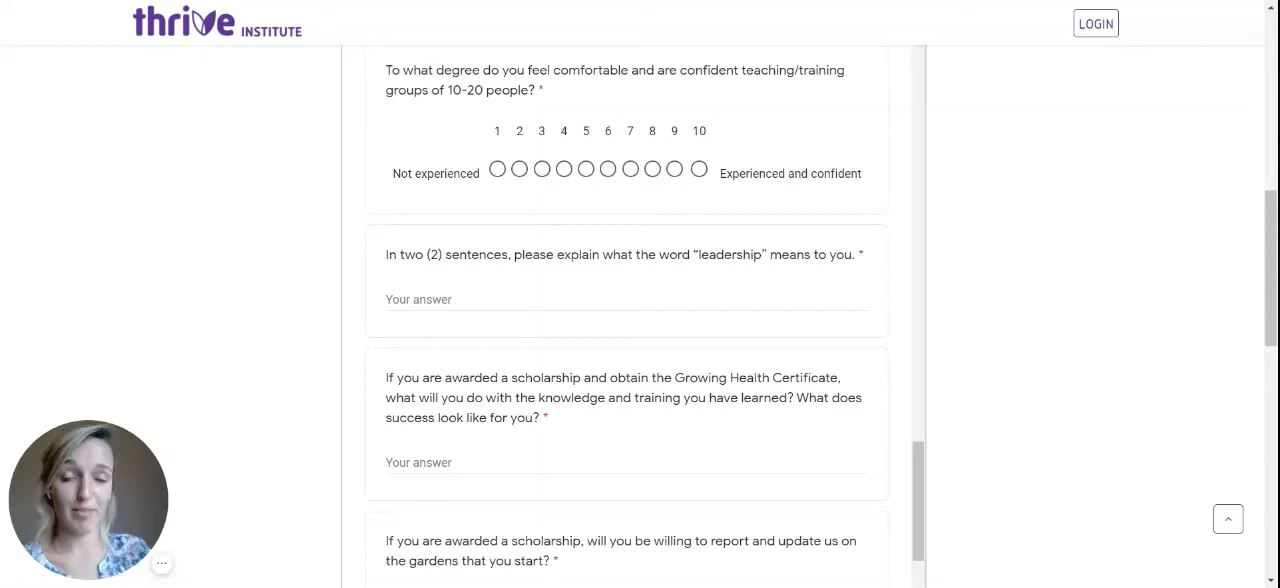 thrive INSTITUTE
LOGIN
To what degree do you feel comfortable and are confident teaching/training
groups of 10-20 people? *
1 2 3 4 5 6 7 8 9 10
Not experienced
Experienced and confident
In two (2) sentences, please explain what the word “leadership” means to you. *
Your answer
If you are awarded a scholarship and obtain the Growing Health Certificate,
what will you do with the knowledge and training you have learned? What does
success look like for you? *
Your answer
If you are awarded a scholarship, will you be willing to report and update us on
the gardens that you start? *